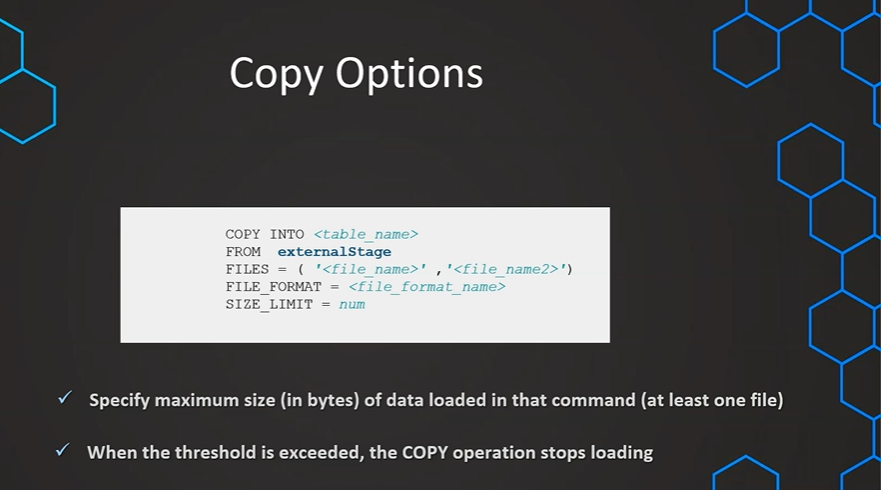 Copy Options
COPY INTO <table_name>
FROM externalStage
FILES = ( '<file_name>' ,'<file_name2>')
FILE_FORMAT = <file_format_name>
SIZE_LIMIT = num
✓ Specify maximum size (in bytes) of data loaded in that command (at least one file)
✓ When the threshold is exceeded, the COPY operation stops loading